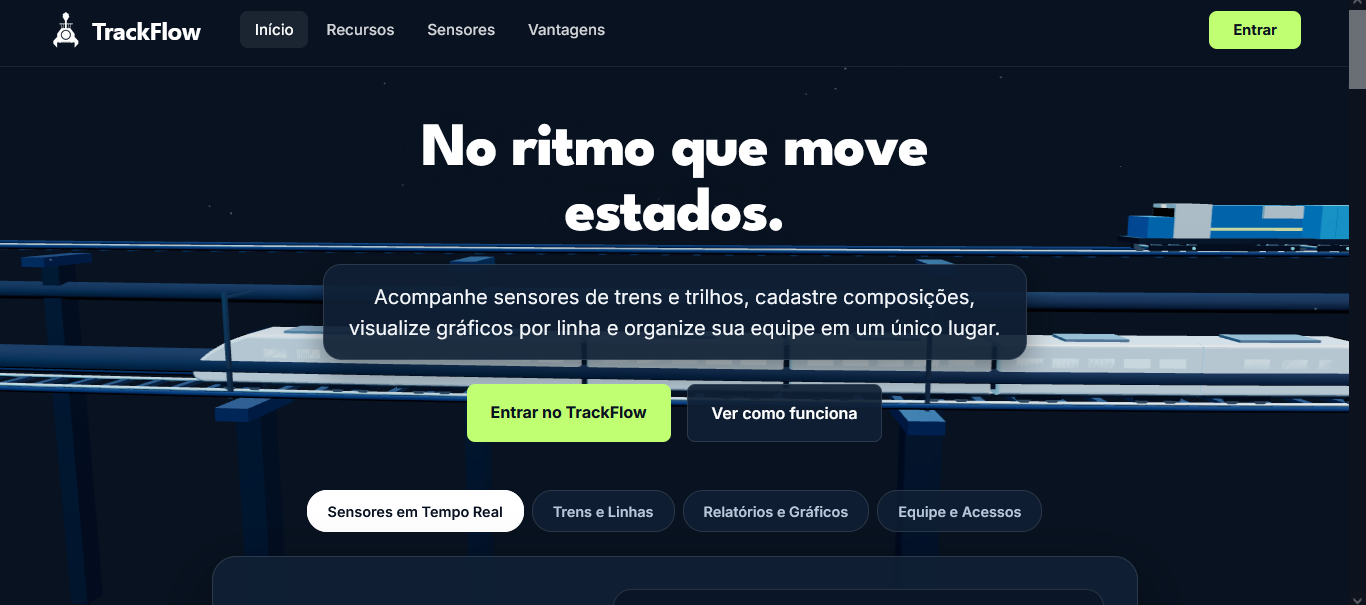 TrackFlow
Início
Recursos
Sensores
Vantagens
Entrar
No ritmo que move
estados.
Acompanhe sensores de trens e trilhos, cadastre composições,
visualize gráficos por linha e organize sua equipe em um único lugar.
Entrar no TrackFlow
Ver como funciona
Sensores em Tempo Real
Trens e Linhas
Relatórios e Gráficos
Equipe e Acessos